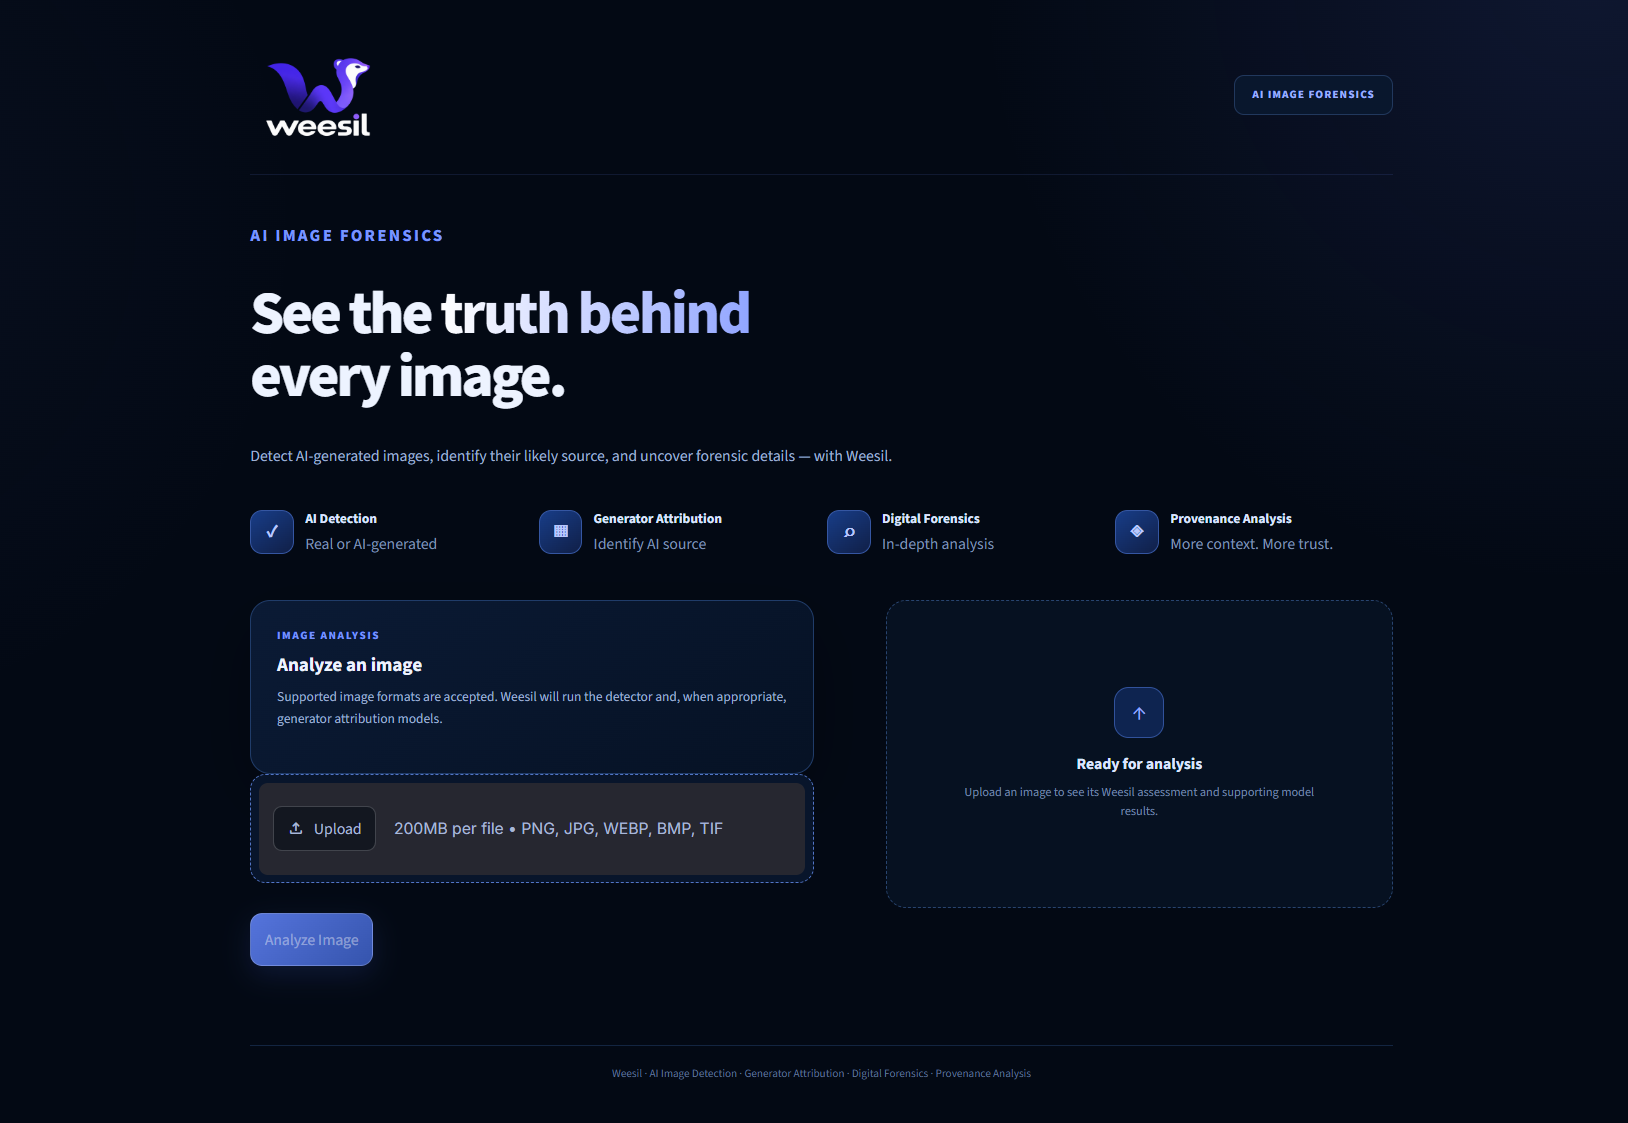 weesil
AI IMAGE FORENSICS
AI IMAGE FORENSICS
See the truth behind
every image.
Detect AI-generated images, identify their likely source, and uncover forensic details — with Weesil.
AI Detection
Real or AI-generated
Generator Attribution
Identify AI source
Digital Forensics
In-depth analysis
Provenance Analysis
More context. More trust.
IMAGE ANALYSIS
Analyze an image
Supported image formats are accepted. Weesil will run the detector and, when appropriate,
generator attribution models.
Upload
200MB per file • PNG, JPG, WEBP, BMP, TIF
Analyze Image
Ready for analysis
Upload an image to see its Weesil assessment and supporting model
results.
Weesil · AI Image Detection · Generator Attribution · Digital Forensics · Provenance Analysis